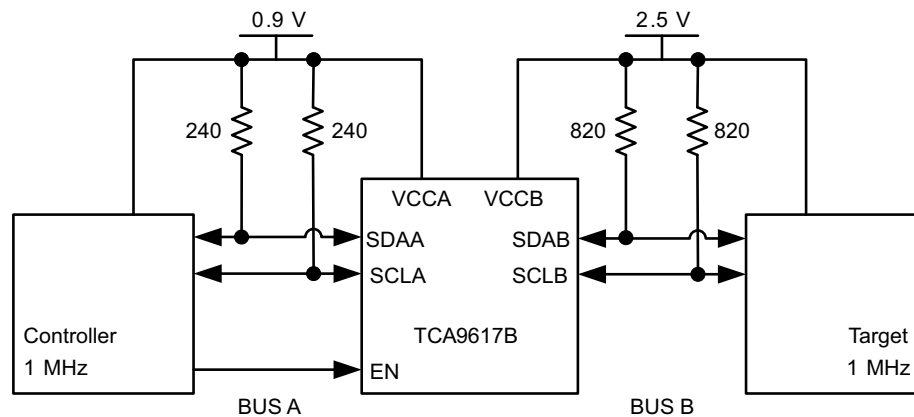 0.9 V
2.5 V
240
240
820
820
VCCA
VCCB
SDAA
SDAB
SCLA
SCLB
Controller
1 MHz
TCA9617B
Target
1 MHz
EN
BUS A
BUS B